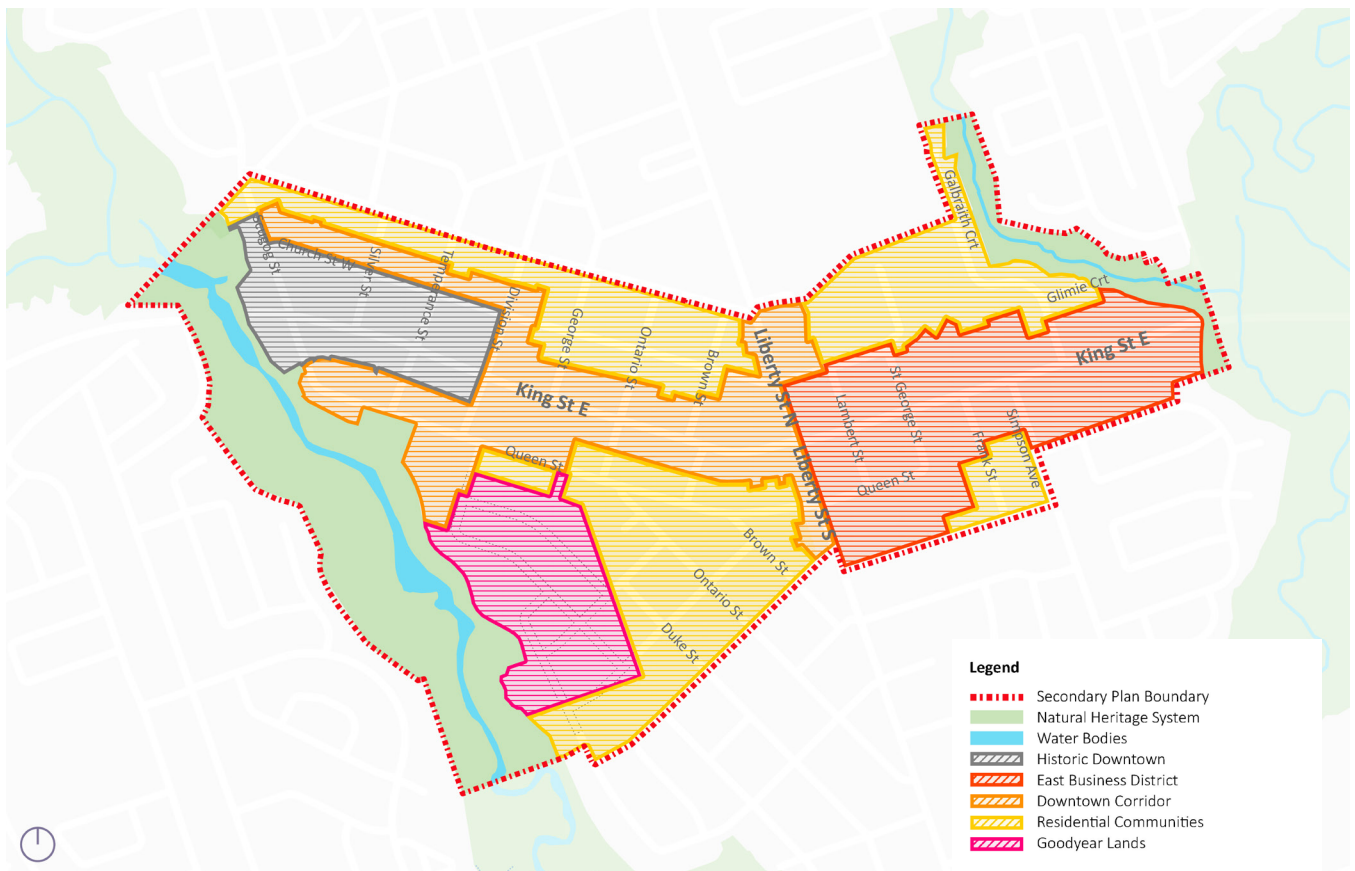 Galbraith Crt
Scugog St
Church St W
Silver St
Temperance St
Division St
George St
Ontario St
Brown St
Glimie Crt
King St E
Liberty St N
King St E
Lambert St
St George St
Simpson Ave
Frank St
Queen St
Queen St
Liberty St S
Brown St
Ontario St
Duke St
Legend
Secondary Plan Boundary
Natural Heritage System
Water Bodies
Historic Downtown
East Business District
Downtown Corridor
Residential Communities
Goodyear Lands